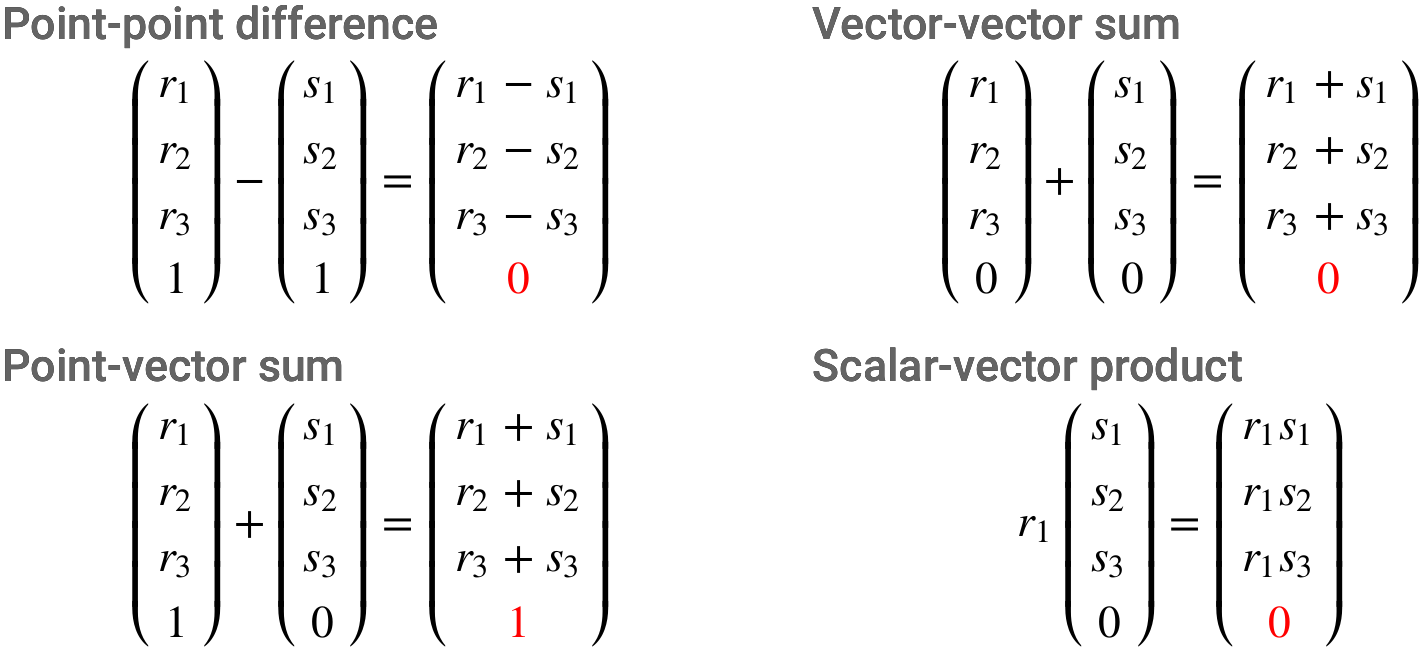 Point-point difference
r₁ s₁ r₁ − s₁
r₂ s₂ r₂ − s₂
− =
r₃ s₃ r₃ − s₃
1 1 0
Vector-vector sum
r₁ s₁ r₁ + s₁
r₂ s₂ r₂ + s₂
+ =
r₃ s₃ r₃ + s₃
0 0 0
Point-vector sum
r₁ s₁ r₁ + s₁
r₂ s₂ r₂ + s₂
+ =
r₃ s₃ r₃ + s₃
1 0 1
Scalar-vector product
s₁ r₁s₁
s₂ r₁s₂
r₁ =
s₃ r₁s₃
0 0